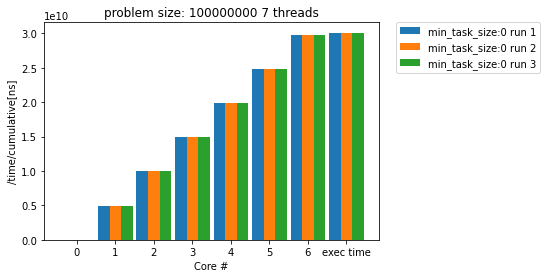 problem size: 100000000 7 threads
1e10
3.0
2.5
2.0
1.5
1.0
0.5
0.0
/time/cumulative[ns]
0 1 2 3 4 5 6 exec time
Core #
min_task_size:0 run 1
min_task_size:0 run 2
min_task_size:0 run 3